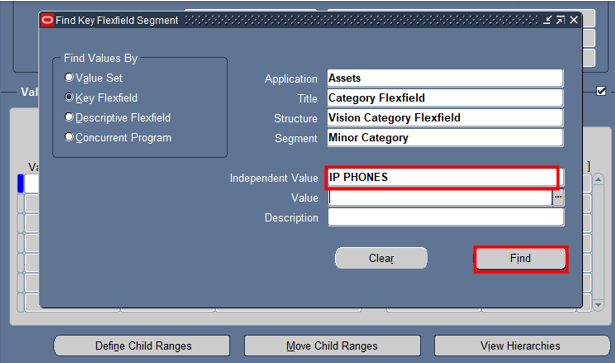 Find Key Flexfield Segment
Find Values By
Value Set
Key Flexfield
Descriptive Flexfield
Concurrent Program
Application Assets
Title Category Flexfield
Structure Vision Category Flexfield
Segment Minor Category
Independent Value IP PHONES
Value
Description
Clear
Find
Define Child Ranges
Move Child Ranges
View Hierarchies